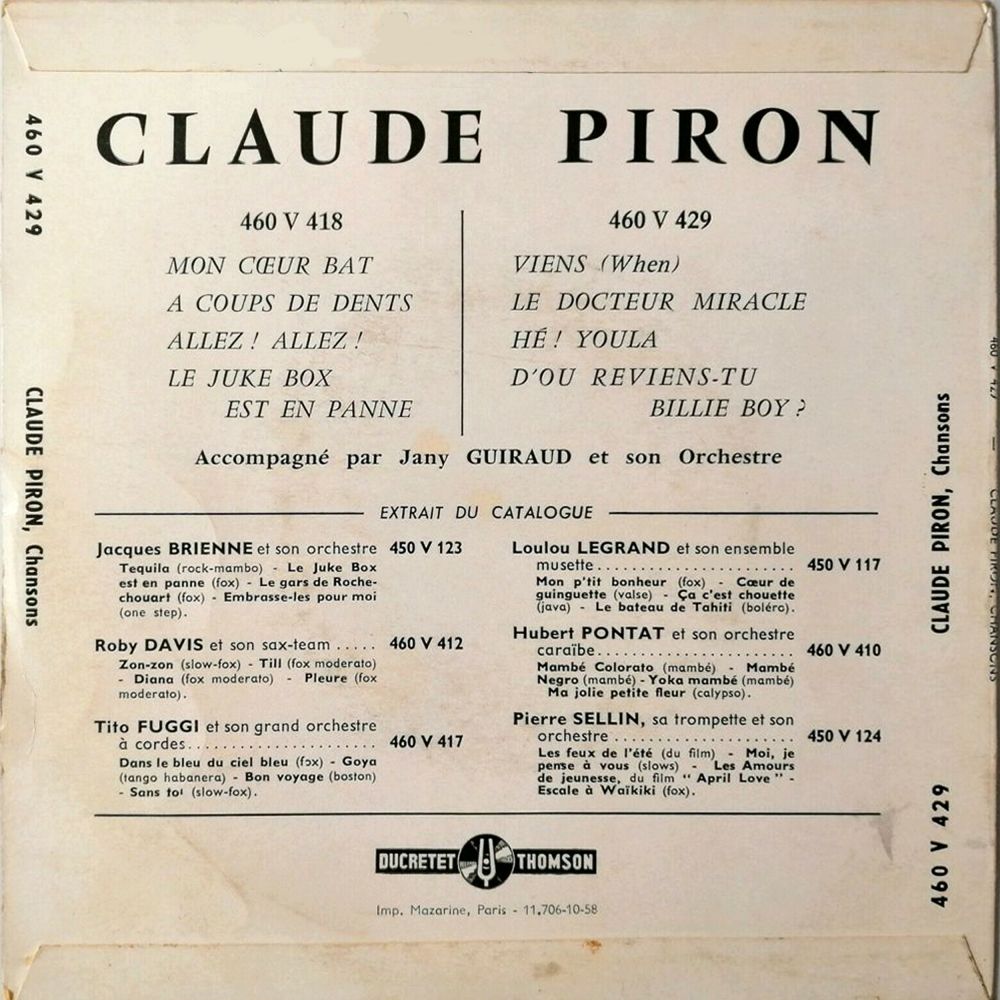 CLAUDE PIRON
460 V 418
MON CŒUR BAT
A COUPS DE DENTS
ALLEZ ! ALLEZ !
LE JUKE BOX
EST EN PANNE
460 V 429
VIENS (When)
LE DOCTEUR MIRACLE
HÉ ! YOULA
D'OU REVIENS-TU
BILLIE BOY ?
Accompagné par Jany GUIRAUD et son Orchestre
EXTRAIT DU CATALOGUE
Jacques BRIENNE et son orchestre 450 V 123
Tequila (rock-mambo) - Le Juke Box
est en panne (fox) - Le gars de Roche-
chouart (fox) - Embrasse-les pour moi
(one step).
Roby DAVIS et son sax-team ..... 460 V 412
Zon-zon (slow-fox) - Till (fox moderato)
- Diana (fox moderato) - Pleure (fox
moderato).
Tito FUGGI et son grand orchestre
à cordes...................... 460 V 417
Dans le bleu du ciel bleu (fox) - Goya
(tango habanera) - Bon voyage (boston)
- Sans toi (slow-fox).
Loulou LEGRAND et son ensemble
musette....................... 450 V 117
Mon p'tit bonheur (fox) - Cœur de
guinguette (valse) - Ça c'est chouette
(java) - Le bateau de Tahiti (boléro).
Hubert PONTAT et son orchestre
caraïbe....................... 460 V 410
Mambé Colorato (mambé) - Mambé
Negro (mambé) - Yoka mambé (mambé)
Ma jolie petite fleur (calypso).
Pierre SELLIN, sa trompette et son
orchestre ..................... 450 V 124
Les feux de l'été (du film) - Moi, je
pense à vous (slows) - Les Amours
de jeunesse, du film " April Love " -
Escale à Waïkiki (fox).
DUCRETET THOMSON
Imp. Mazarine, Paris - 11.706-10-58
460 V 429
CLAUDE PIRON, Chansons
CLAUDE PIRON, Chansons
460 V 429